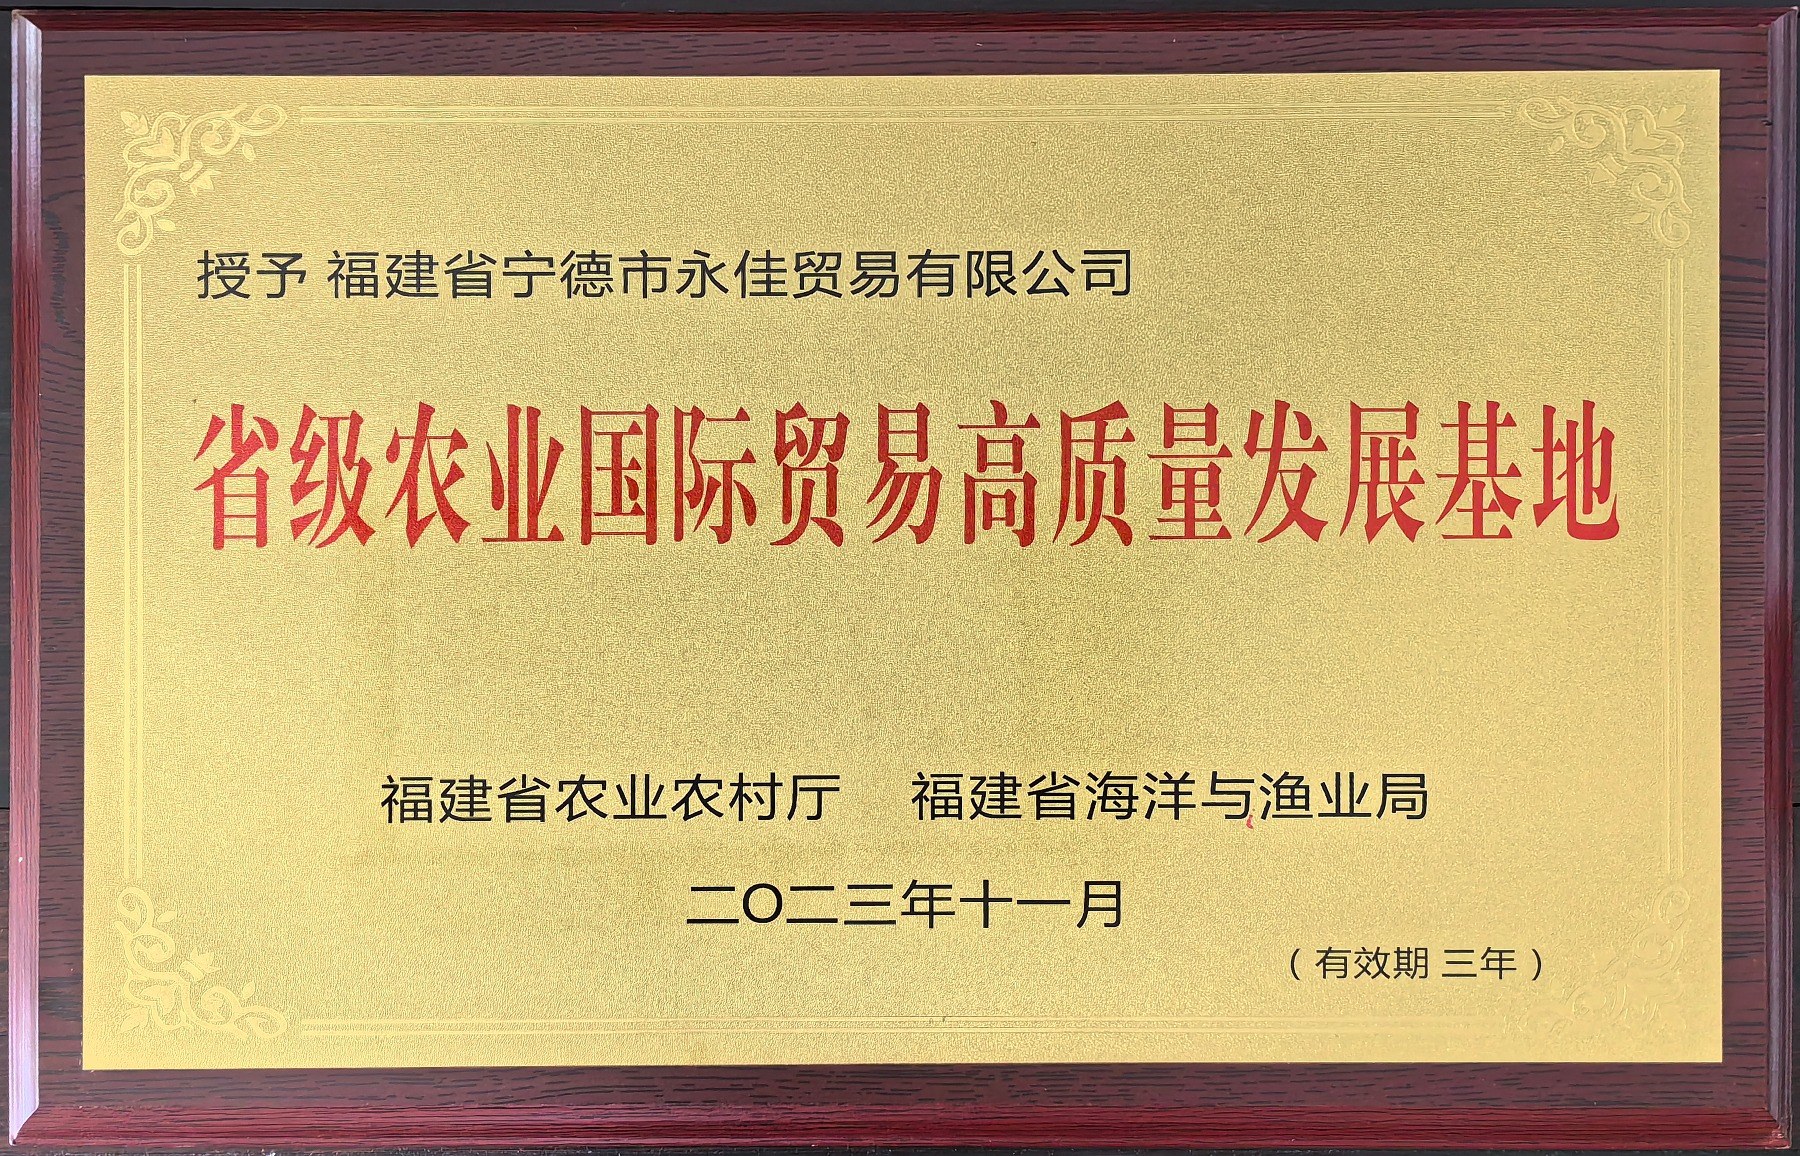 授予 福建省宁德市永佳贸易有限公司
省级农业国际贸易高质量发展基地
福建省农业农村厅 福建省海洋与渔业局
二〇二三年十一月
（有效期 三年）